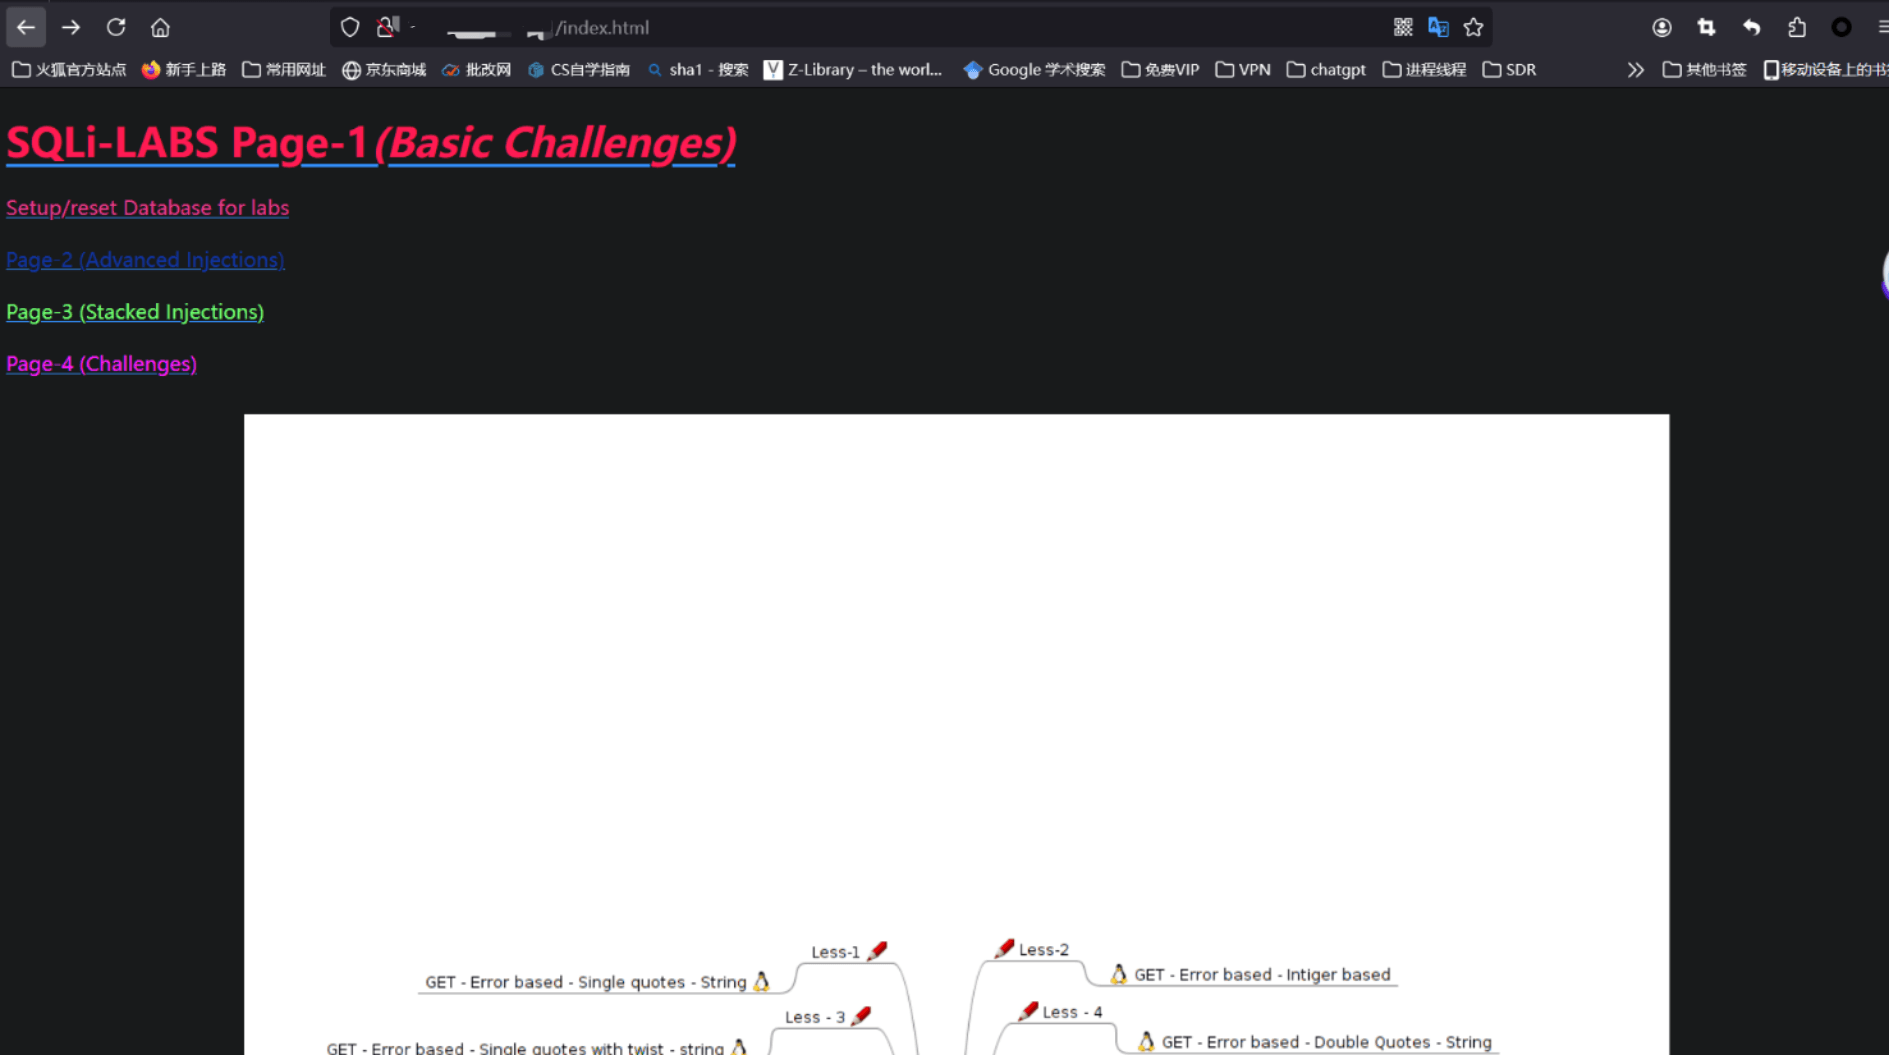 /index.html
火狐官方站点 新手上路 常用网址 京东商城 批改网 CS自学指南 sha1 - 搜索 Z-Library – the worl... Google 学术搜索 免费VIP VPN chatgpt 进程线程 SDR 其他书签 移动设备上的书
SQLi-LABS Page-1(Basic Challenges)
Setup/reset Database for labs
Page-2 (Advanced Injections)
Page-3 (Stacked Injections)
Page-4 (Challenges)
Less-1
GET - Error based - Single quotes - String
Less-2
GET - Error based - Intiger based
Less - 3
GET - Error based - Single quotes with twist - string
Less - 4
GET - Error based - Double Quotes - String